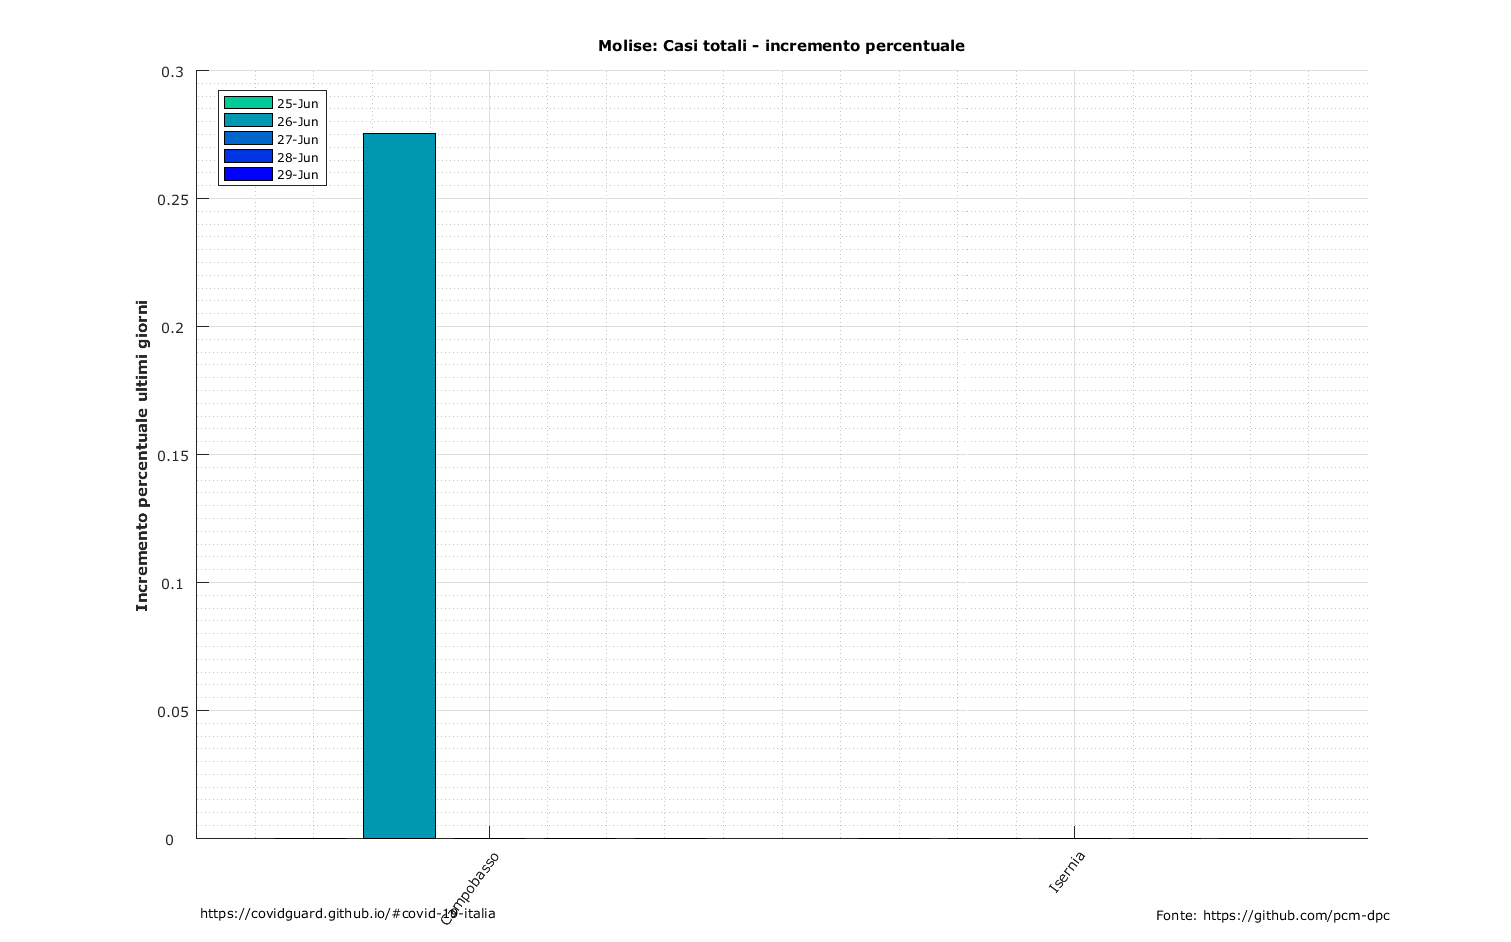 Molise: Casi totali - incremento percentuale
0.3
25-Jun
26-Jun
27-Jun
28-Jun
29-Jun
0.25
0.2
0.15
0.1
0.05
0
Incremento percentuale ultimi giorni
Campobasso
Isernia
https://covidguard.github.io/#covid-19-italia
Fonte: https://github.com/pcm-dpc